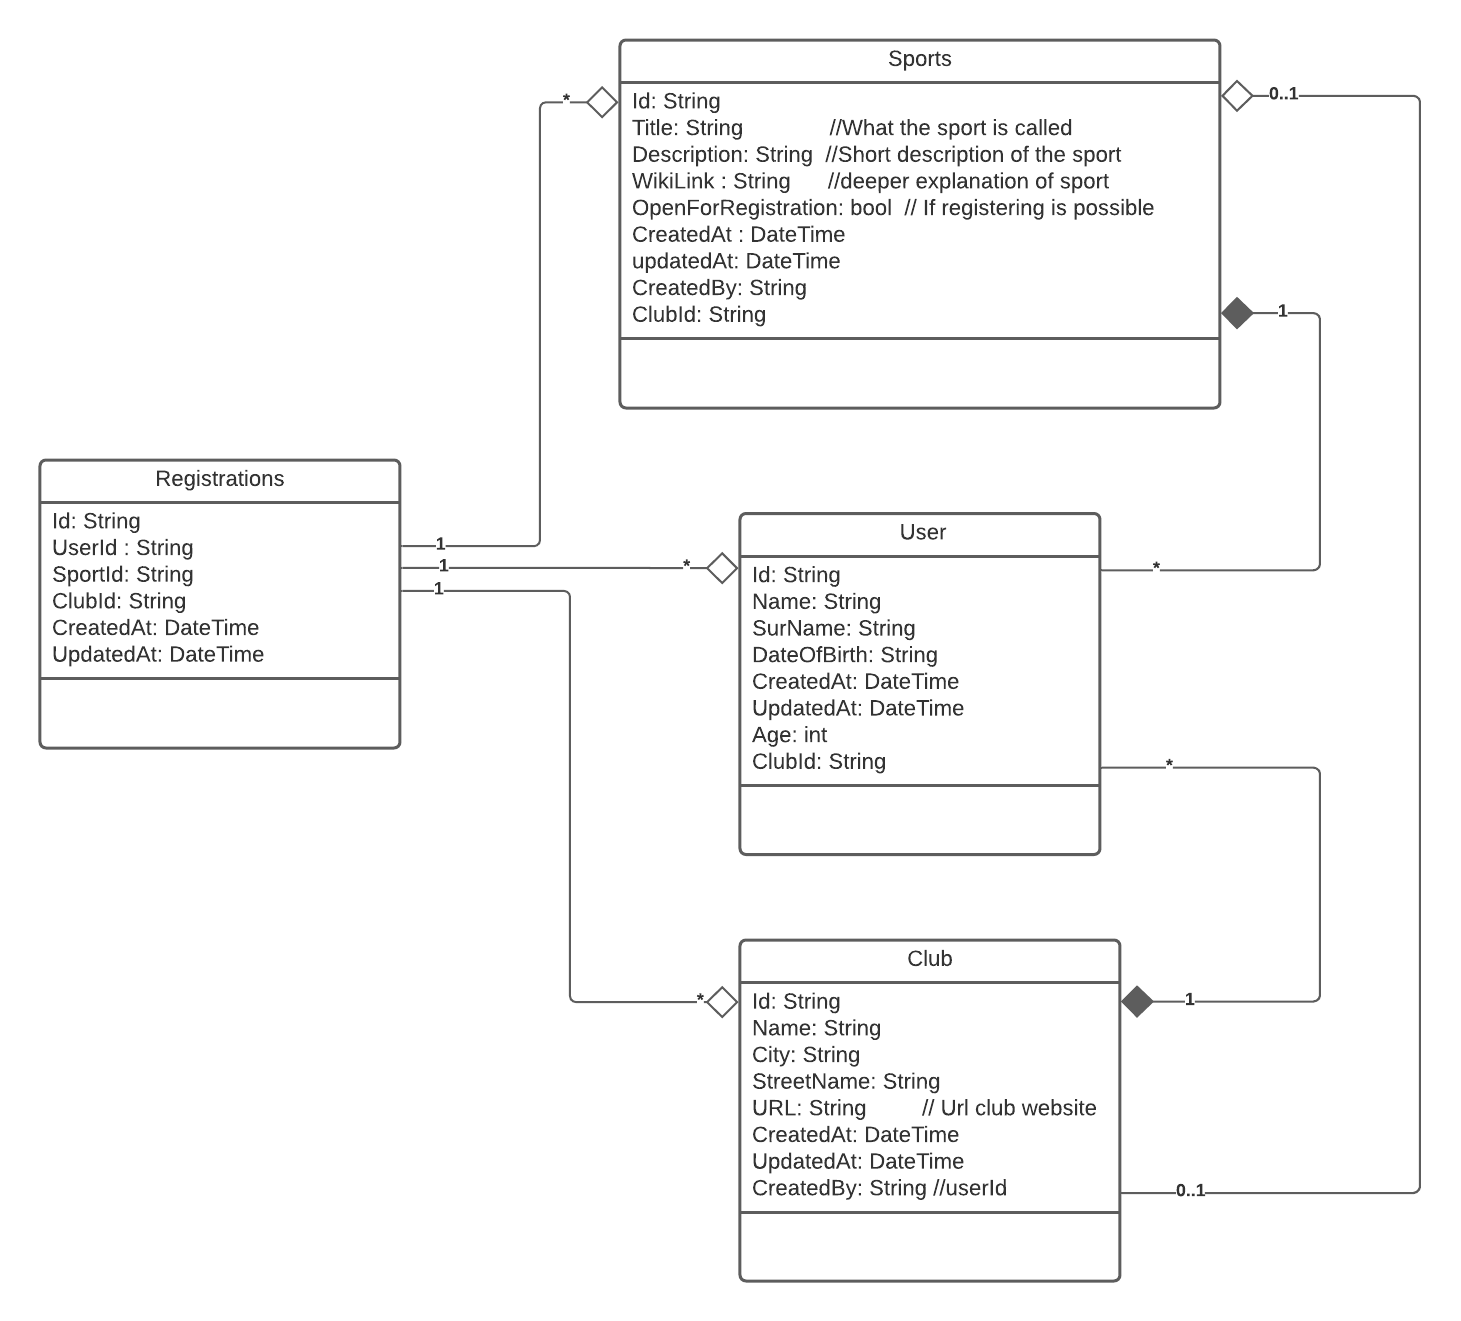 Sports
Id: String
Title: String //What the sport is called
Description: String //Short description of the sport
WikiLink : String //deeper explanation of sport
OpenForRegistration: bool // If registering is possible
CreatedAt : DateTime
updatedAt: DateTime
CreatedBy: String
ClubId: String
*
0..1
1
Registrations
Id: String
UserId : String
SportId: String
ClubId: String
CreatedAt: DateTime
UpdatedAt: DateTime
1
1
1
*
User
Id: String
Name: String
SurName: String
DateOfBirth: String
CreatedAt: DateTime
UpdatedAt: DateTime
Age: int
ClubId: String
*
*
Club
Id: String
Name: String
City: String
StreetName: String
URL: String // Url club website
CreatedAt: DateTime
UpdatedAt: DateTime
CreatedBy: String //userId
*
1
0..1